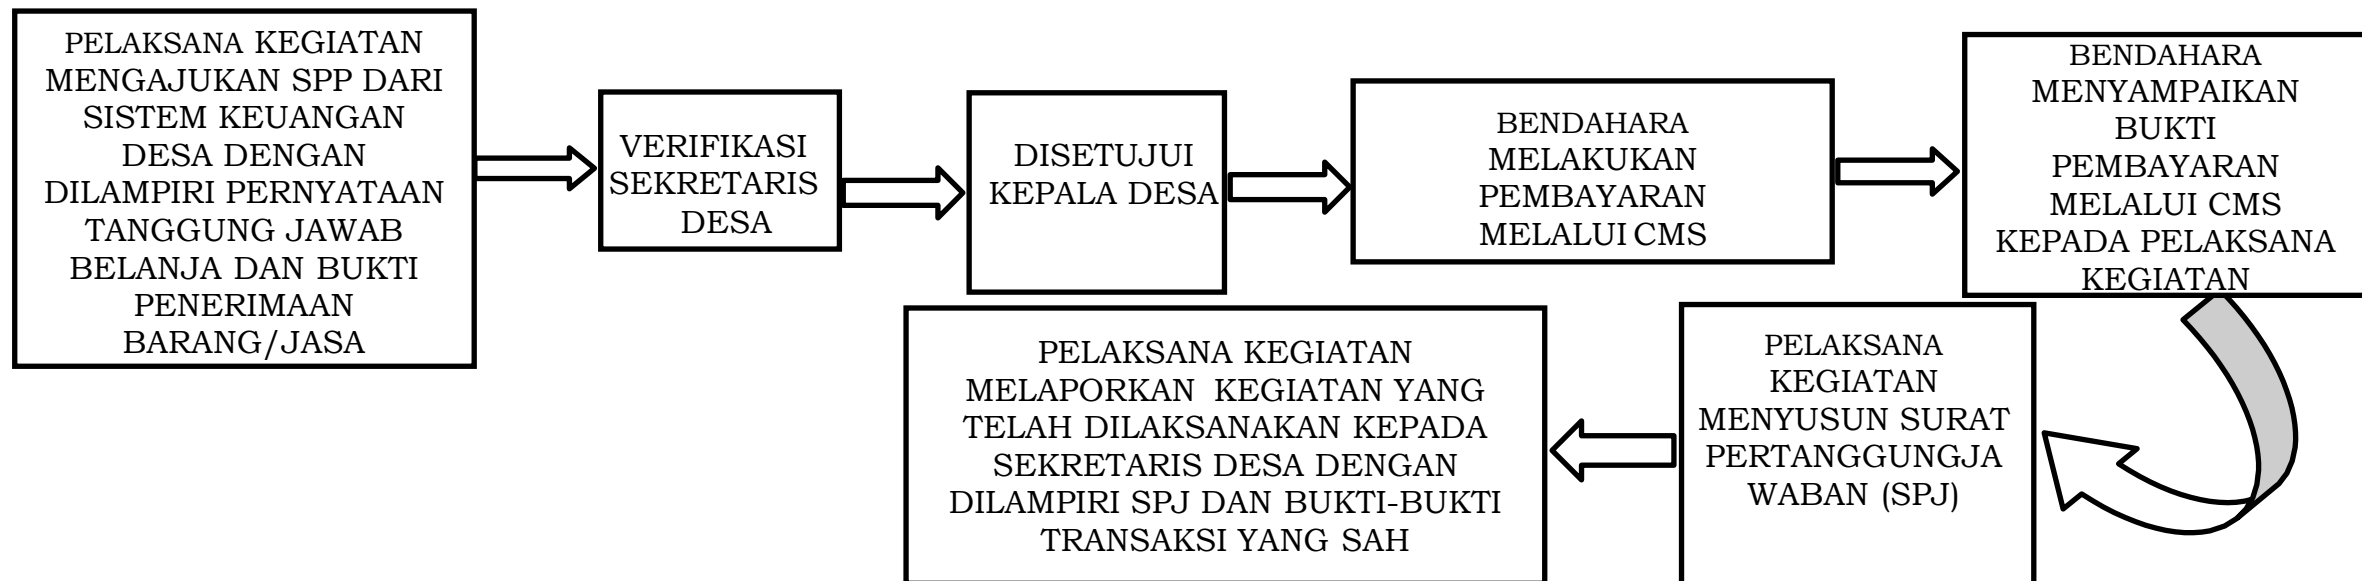 PELAKSANA KEGIATAN
MENGAJUKAN SPP DARI
SISTEM KEUANGAN
DESA DENGAN
DILAMPIRI PERNYATAAN
TANGGUNG JAWAB
BELANJA DAN BUKTI
PENERIMAAN
BARANG/JASA
VERIFIKASI
SEKRETARIS
DESA
DISETUJUI
KEPALA DESA
BENDAHARA
MELAKUKAN
PEMBAYARAN
MELALUI CMS
BENDAHARA
MENYAMPAIKAN
BUKTI
PEMBAYARAN
MELALUI CMS
KEPADA PELAKSANA
KEGIATAN
PELAKSANA
KEGIATAN
MENYUSUN SURAT
PERTANGGUNGJA
WABAN (SPJ)
PELAKSANA KEGIATAN
MELAPORKAN KEGIATAN YANG
TELAH DILAKSANAKAN KEPADA
SEKRETARIS DESA DENGAN
DILAMPIRI SPJ DAN BUKTI-BUKTI
TRANSAKSI YANG SAH